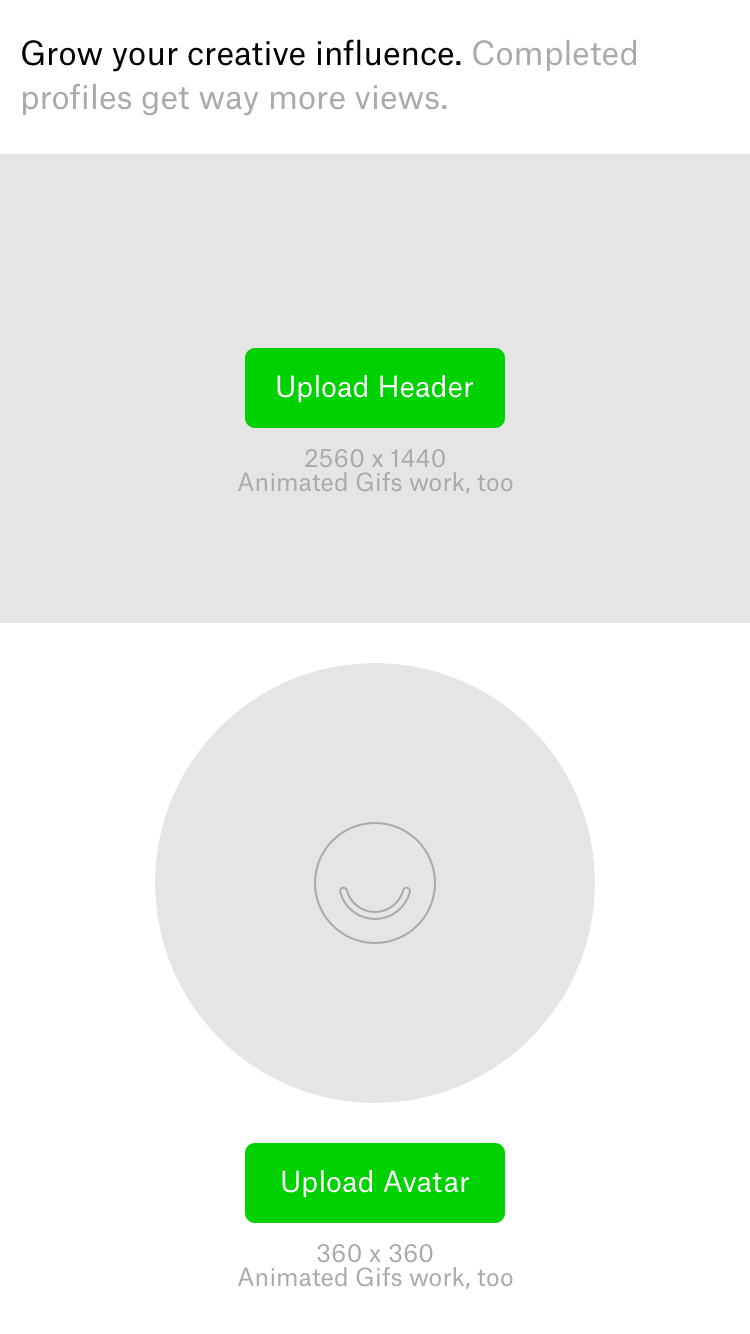 Grow your creative influence. Completed
profiles get way more views.
Upload Header
2560 x 1440
Animated Gifs work, too
Upload Avatar
360 x 360
Animated Gifs work, too